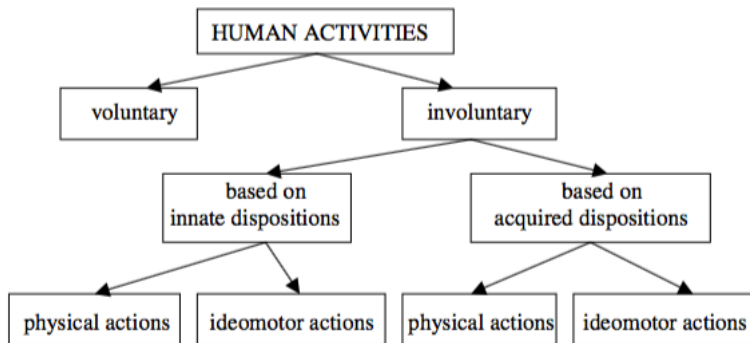 HUMAN ACTIVITIES
voluntary
involuntary
based on
innate dispositions
based on
acquired dispositions
physical actions
ideomotor actions
physical actions
ideomotor actions